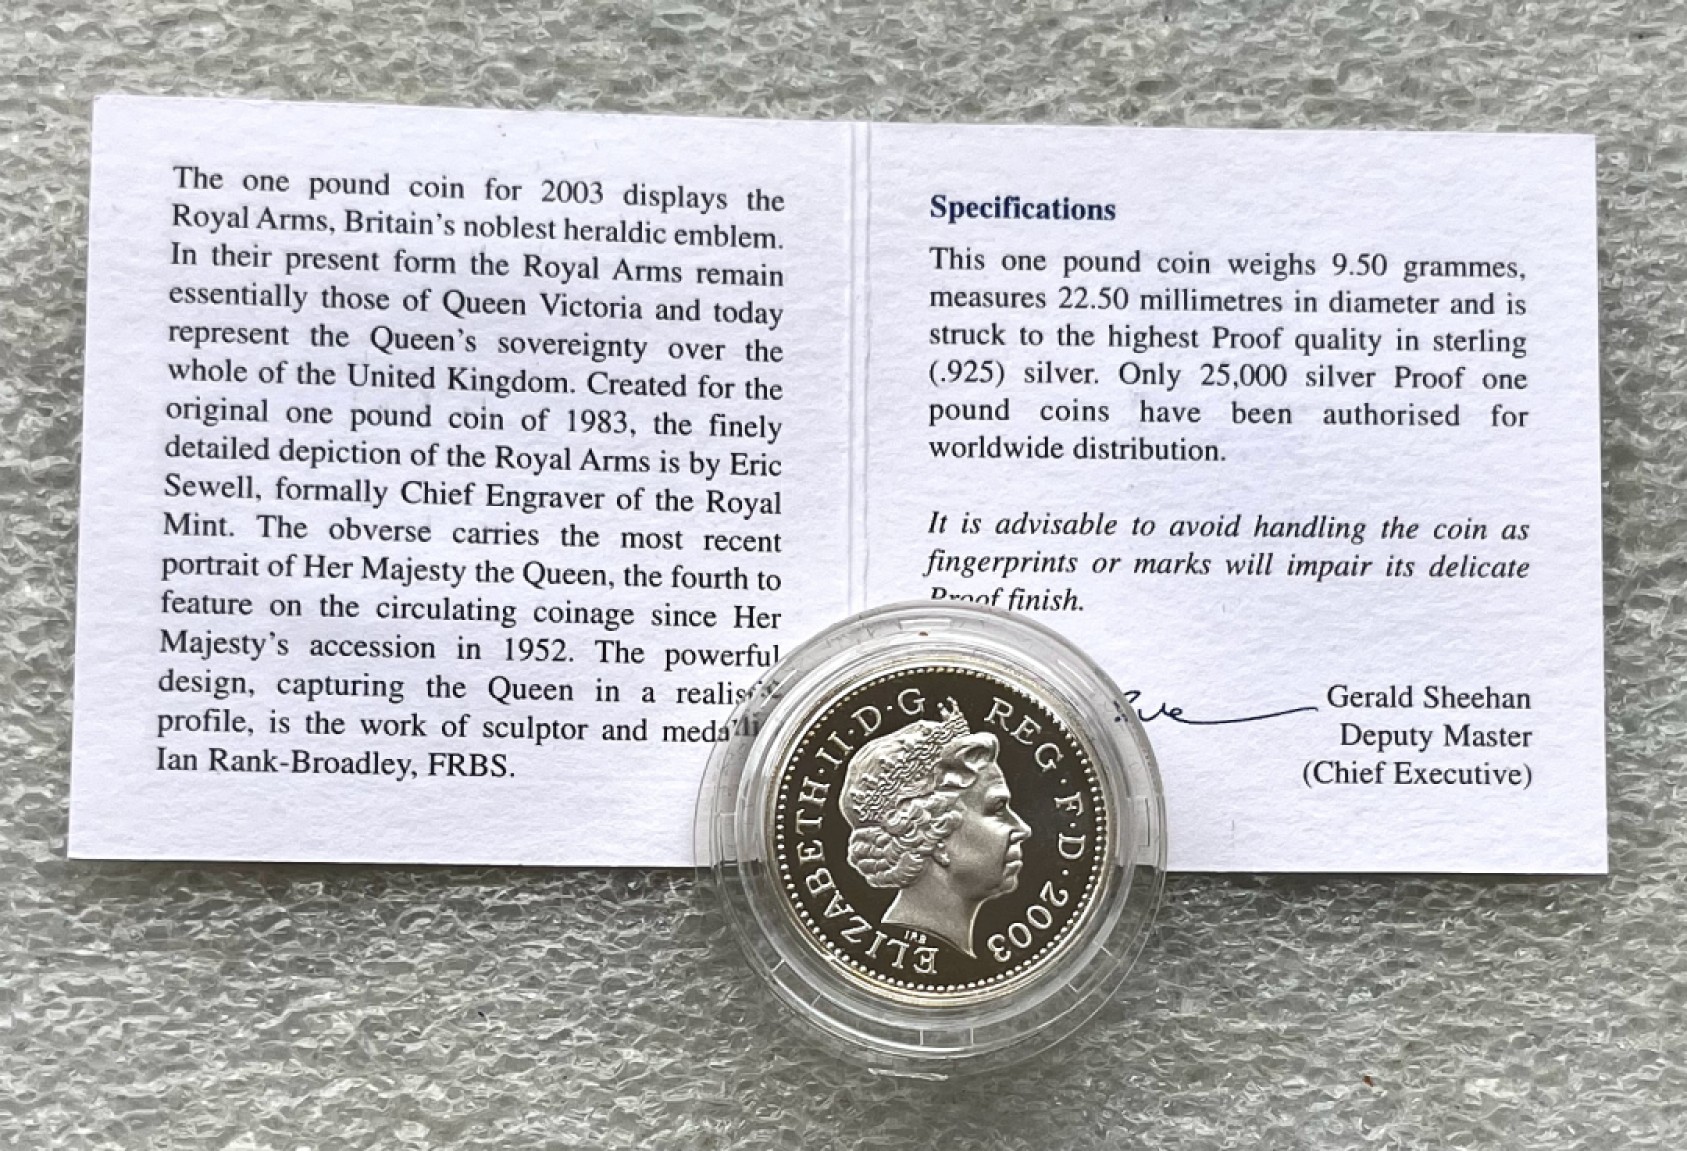 The one pound coin for 2003 displays the
Royal Arms, Britain's noblest heraldic emblem.
In their present form the Royal Arms remain
essentially those of Queen Victoria and today
represent the Queen's sovereignty over the
whole of the United Kingdom. Created for the
original one pound coin of 1983, the finely
detailed depiction of the Royal Arms is by Eric
Sewell, formally Chief Engraver of the Royal
Mint. The obverse carries the most recent
portrait of Her Majesty the Queen, the fourth to
feature on the circulating coinage since Her
Majesty's accession in 1952. The powerful
design, capturing the Queen in a realistic
profile, is the work of sculptor and
Ian Rank-Broadley, FRBS.
Specifications
This one pound coin weighs 9.50 grammes,
measures 22.50 millimetres in diameter and is
struck to the highest Proof quality in sterling
(.925) silver. Only 25,000 silver Proof one
pound coins have been authorised for
worldwide distribution.
It is advisable to avoid handling the coin as
fingerprints or marks will impair its delicate
Proof finish.
Gerald Sheehan
Deputy Master
(Chief Executive)
ELIZABETH·II·D·G REG·F·D·2003
IRB